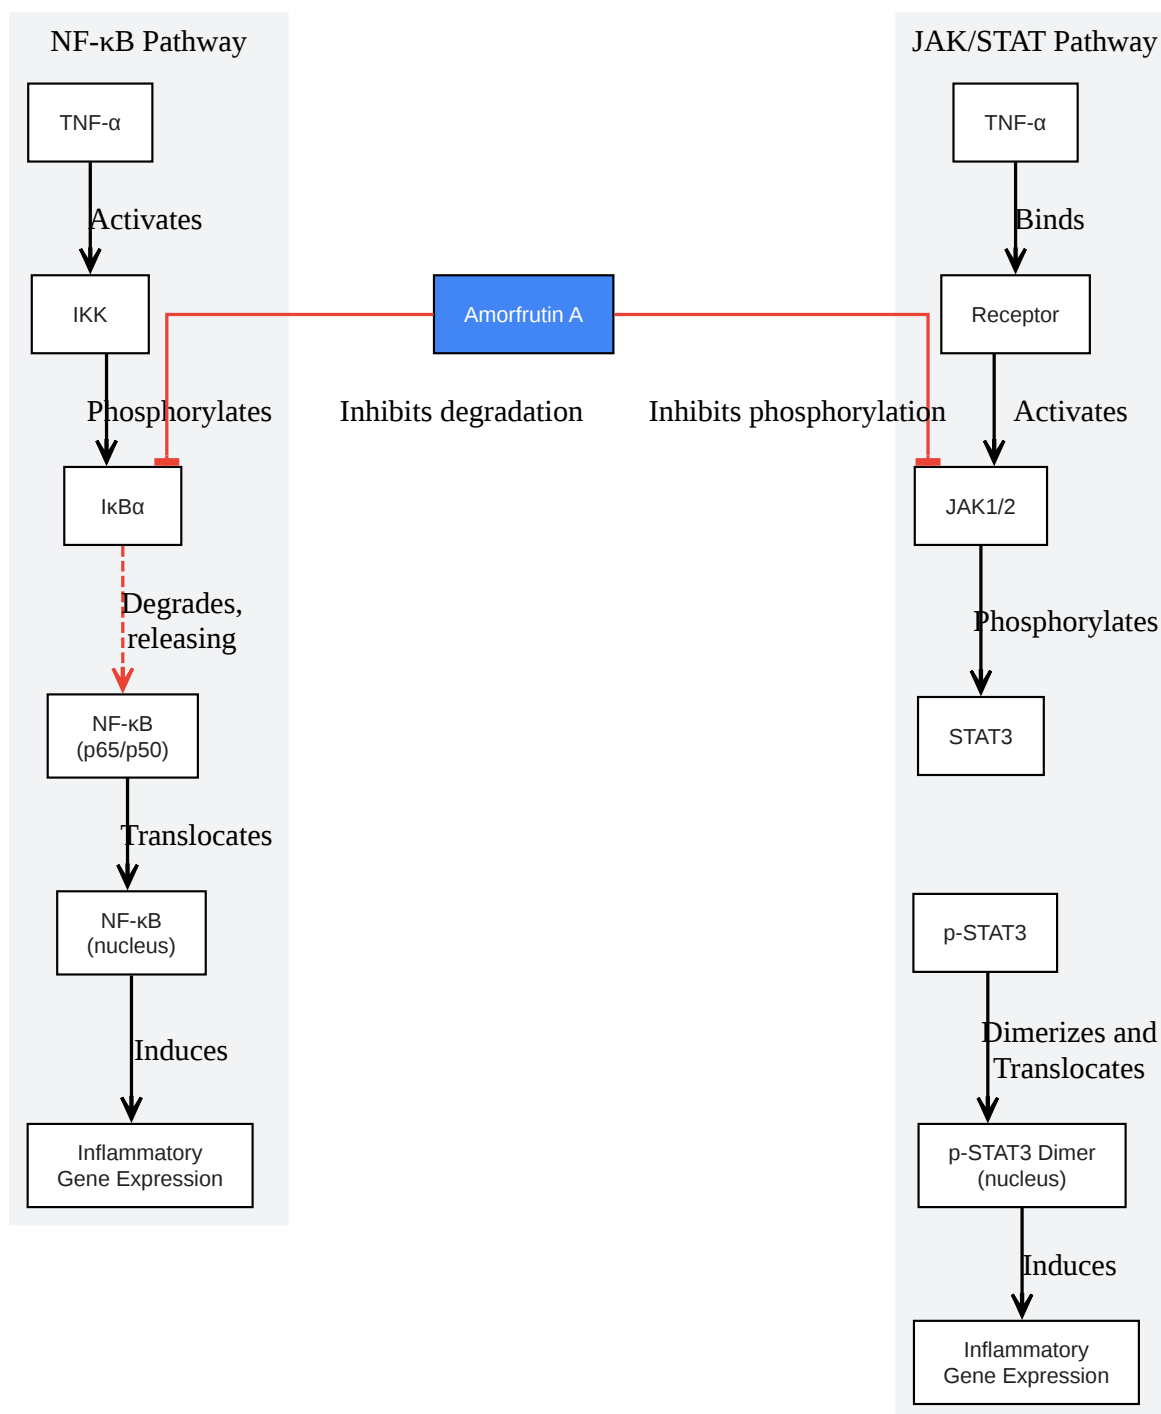 NF-κB Pathway
TNF-α
Activates
IKK
Phosphorylates
IκBα
Degrades,
releasing
NF-κB
(p65/p50)
Translocates
NF-κB
(nucleus)
Induces
Inflammatory
Gene Expression
Amorfrutin A
Inhibits degradation
Inhibits phosphorylation
JAK/STAT Pathway
TNF-α
Binds
Receptor
Activates
JAK1/2
Phosphorylates
STAT3
p-STAT3
Dimerizes and
Translocates
p-STAT3 Dimer
(nucleus)
Induces
Inflammatory
Gene Expression